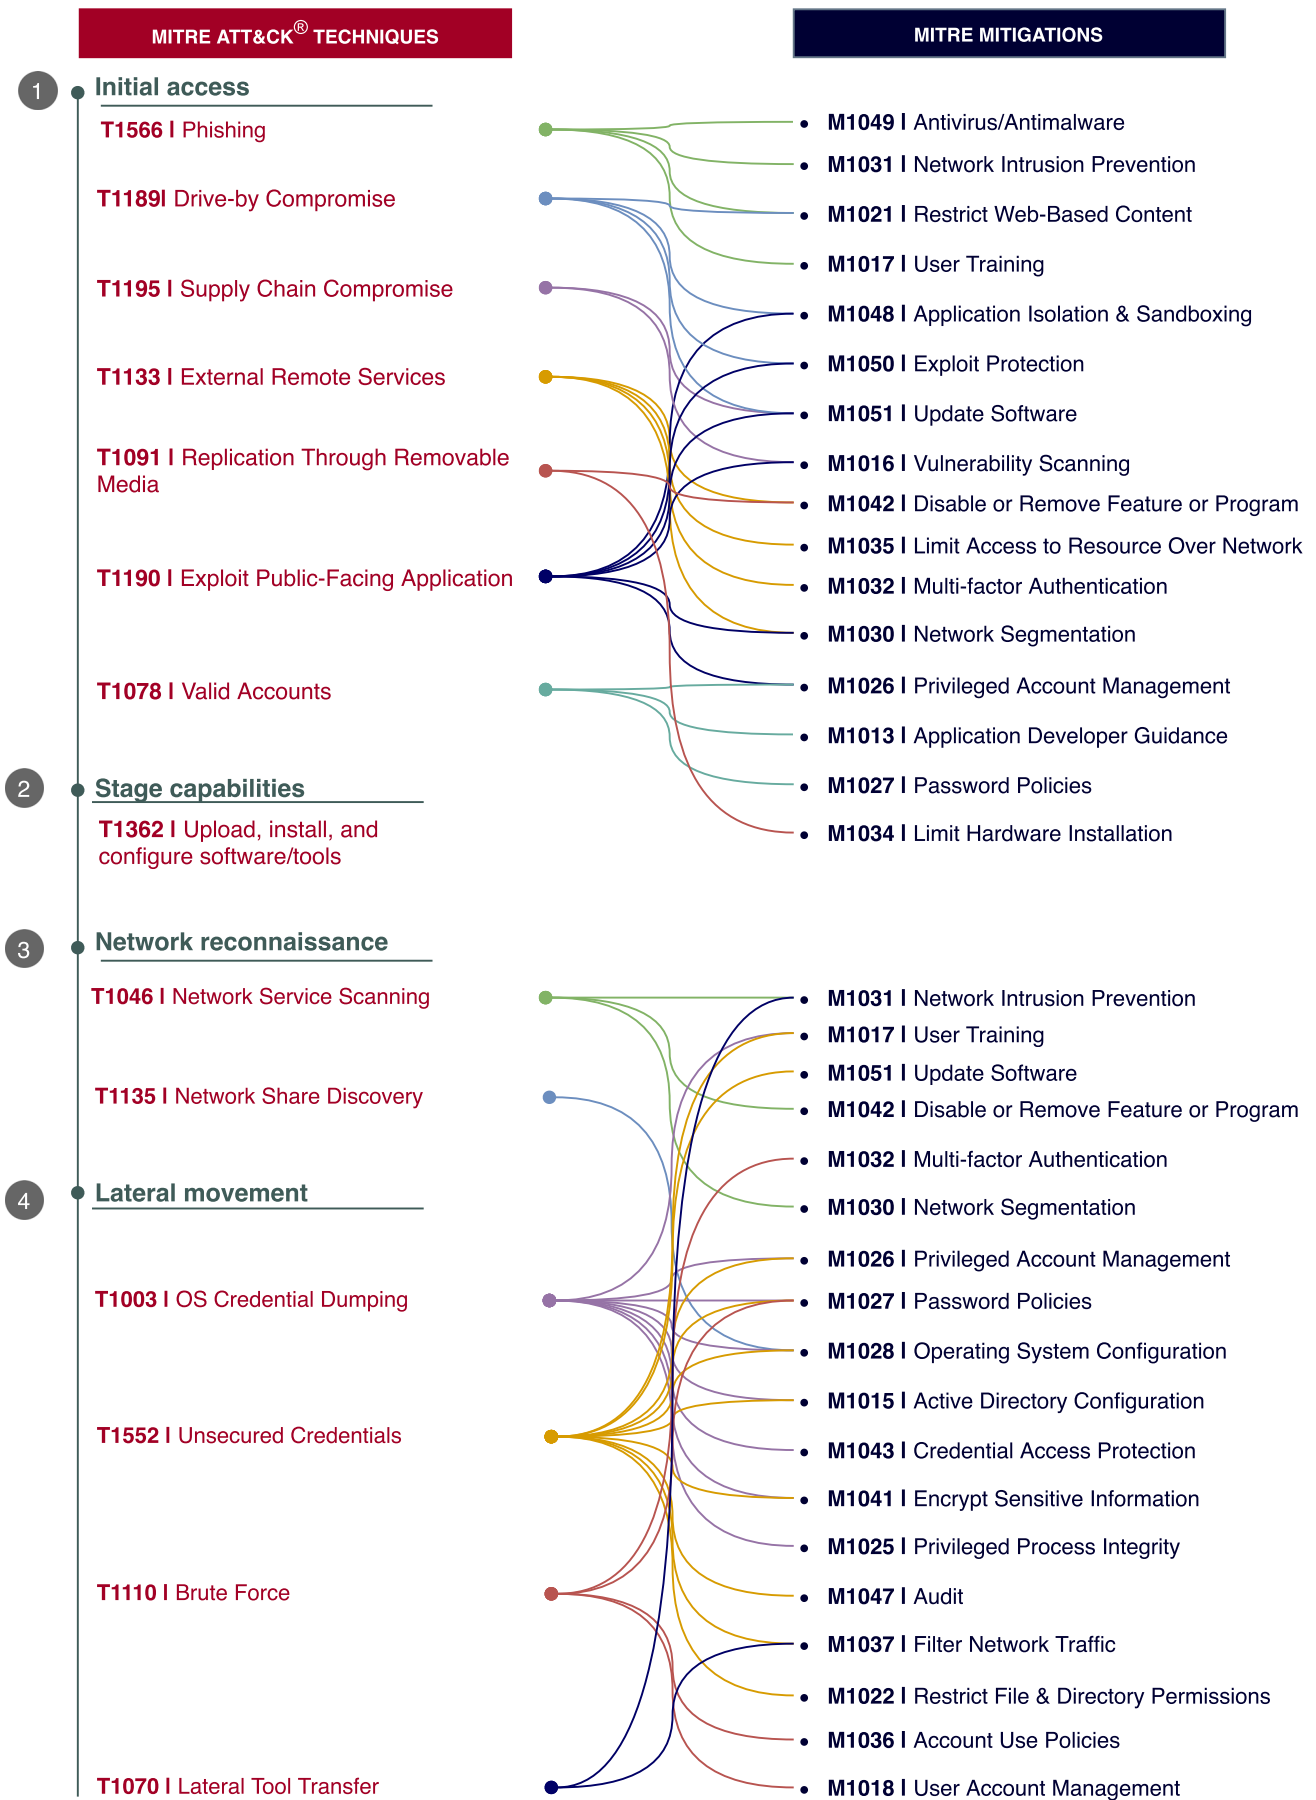 MITRE ATT&CK® TECHNIQUES
MITRE MITIGATIONS
1
Initial access
T1566 | Phishing
T1189| Drive-by Compromise
T1195 | Supply Chain Compromise
T1133 | External Remote Services
T1091 | Replication Through Removable
Media
T1190 | Exploit Public-Facing Application
T1078 | Valid Accounts
M1049 | Antivirus/Antimalware
M1031 | Network Intrusion Prevention
M1021 | Restrict Web-Based Content
M1017 | User Training
M1048 | Application Isolation & Sandboxing
M1050 | Exploit Protection
M1051 | Update Software
M1016 | Vulnerability Scanning
M1042 | Disable or Remove Feature or Program
M1035 | Limit Access to Resource Over Network
M1032 | Multi-factor Authentication
M1030 | Network Segmentation
M1026 | Privileged Account Management
M1013 | Application Developer Guidance
M1027 | Password Policies
M1034 | Limit Hardware Installation
2
Stage capabilities
T1362 | Upload, install, and
configure software/tools
3
Network reconnaissance
T1046 | Network Service Scanning
T1135 | Network Share Discovery
4
Lateral movement
T1003 | OS Credential Dumping
T1552 | Unsecured Credentials
T1110 | Brute Force
T1070 | Lateral Tool Transfer
M1031 | Network Intrusion Prevention
M1017 | User Training
M1051 | Update Software
M1042 | Disable or Remove Feature or Program
M1032 | Multi-factor Authentication
M1030 | Network Segmentation
M1026 | Privileged Account Management
M1027 | Password Policies
M1028 | Operating System Configuration
M1015 | Active Directory Configuration
M1043 | Credential Access Protection
M1041 | Encrypt Sensitive Information
M1025 | Privileged Process Integrity
M1047 | Audit
M1037 | Filter Network Traffic
M1022 | Restrict File & Directory Permissions
M1036 | Account Use Policies
M1018 | User Account Management